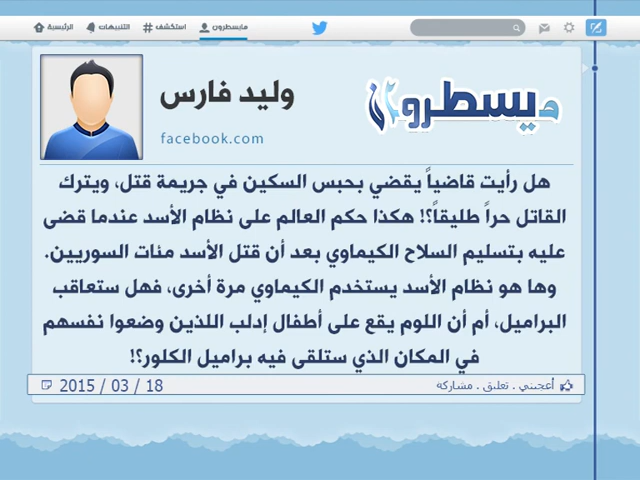 الرئيسية التنبيهات استكشف مايسطرون
وليد فارس
مايسطرون
facebook.com
هل رأيت قاضياً يقضي بحبس السكين في جريمة قتل، ويترك
القاتل حراً طليقاً؟! هكذا حكم العالم على نظام الأسد عندما قضى
عليه بتسليم السلاح الكيماوي بعد أن قتل الأسد مئات السوريين.
وها هو نظام الأسد يستخدم الكيماوي مرة أخرى، فهل ستعاقب
البراميل، أم أن اللوم يقع على أطفال إدلب اللذين وضعوا نفسهم
في المكان الذي ستلقى فيه براميل الكلور؟!
أعجبني . تعليق . مشاركة
2015 / 03 / 18